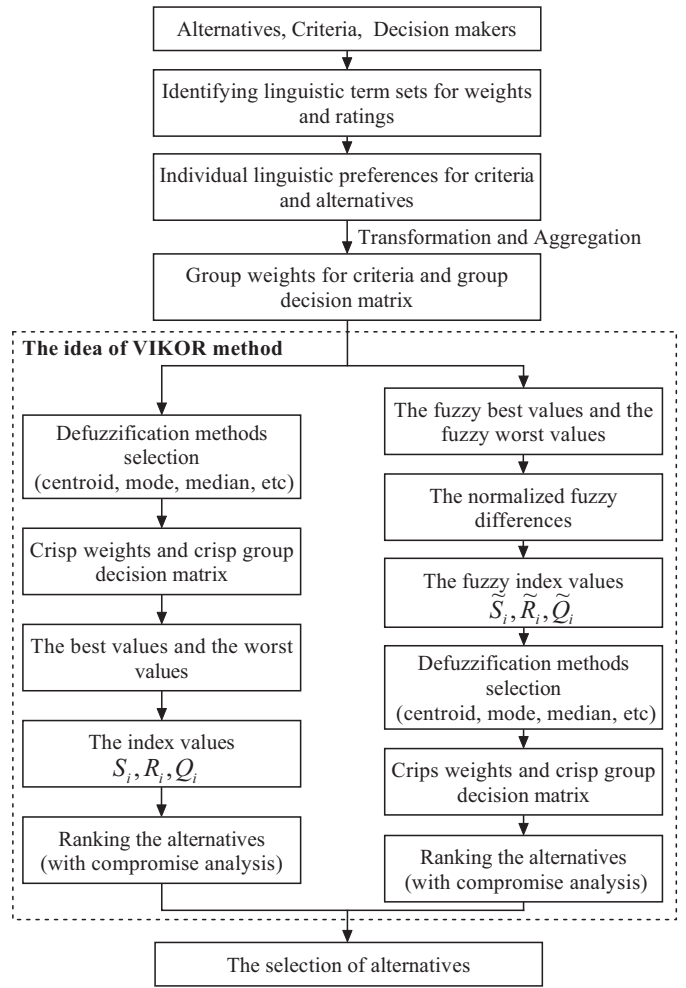 Alternatives, Criteria, Decision makers
Identifying linguistic term sets for weights
and ratings
Individual linguistic preferences for criteria
and alternatives
Transformation and Aggregation
Group weights for criteria and group
decision matrix
The idea of VIKOR method
Defuzzification methods
selection
(centroid, mode, median, etc)
Crisp weights and crisp group
decision matrix
The best values and the worst
values
The index values
S_i, R_i, Q_i
Ranking the alternatives
(with compromise analysis)
The fuzzy best values and the
fuzzy worst values
The normalized fuzzy
differences
The fuzzy index values
S̃_i, R̃_i, Q̃_i
Defuzzification methods
selection
(centroid, mode, median, etc)
Crips weights and crisp group
decision matrix
Ranking the alternatives
(with compromise analysis)
The selection of alternatives